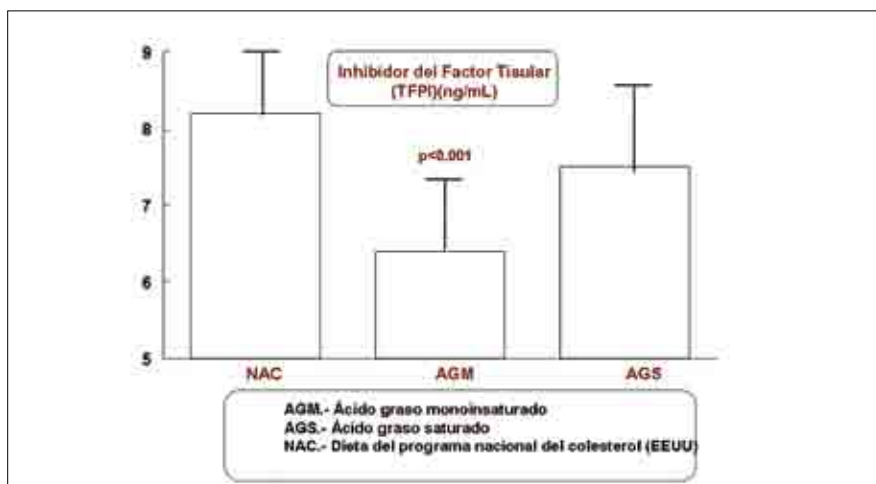 9
Inhibidor del Factor Tisular
(TFPI)(ng/mL)
8
p<0.001
7
6
5
NAC AGM AGS
AGM.- Ácido graso monoinsaturado
AGS.- Ácido graso saturado
NAC.- Dieta del programa nacional del colesterol (EEUU)